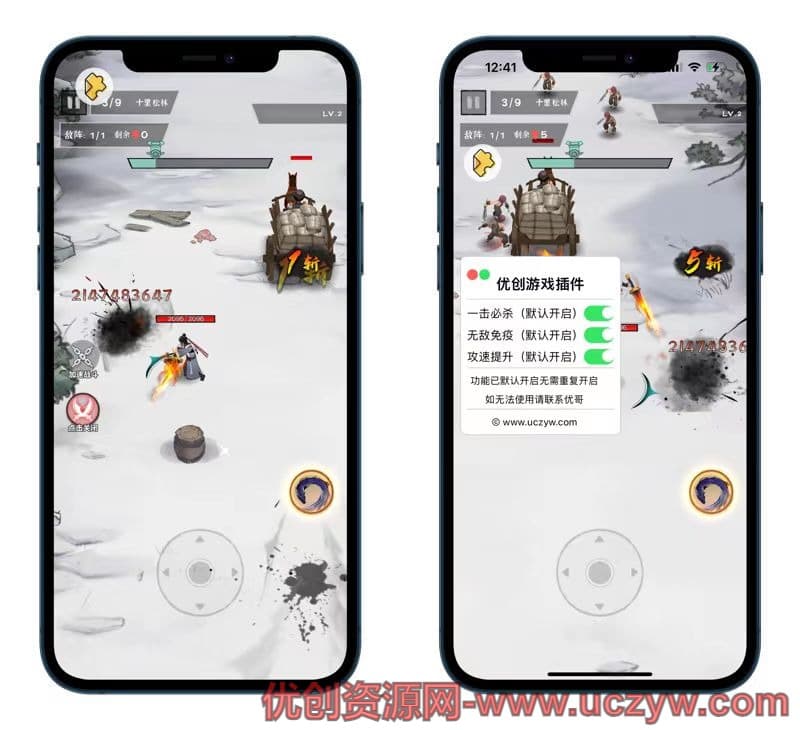 3/9 十里松林
LV.2
敌阵: 1/1 剩余 0
1斩
2147483647
2095/2095
加速战斗
点击关闭
12:41
3/9 十里松林
LV.2
敌阵: 1/1 剩余 5
5斩
优创游戏插件
一击必杀（默认开启）
无敌免疫（默认开启）
攻速提升（默认开启）
功能已默认开启无需重复开启
如无法使用请联系优哥
© www.uczyw.com
优创资源网-www.uczyw.com